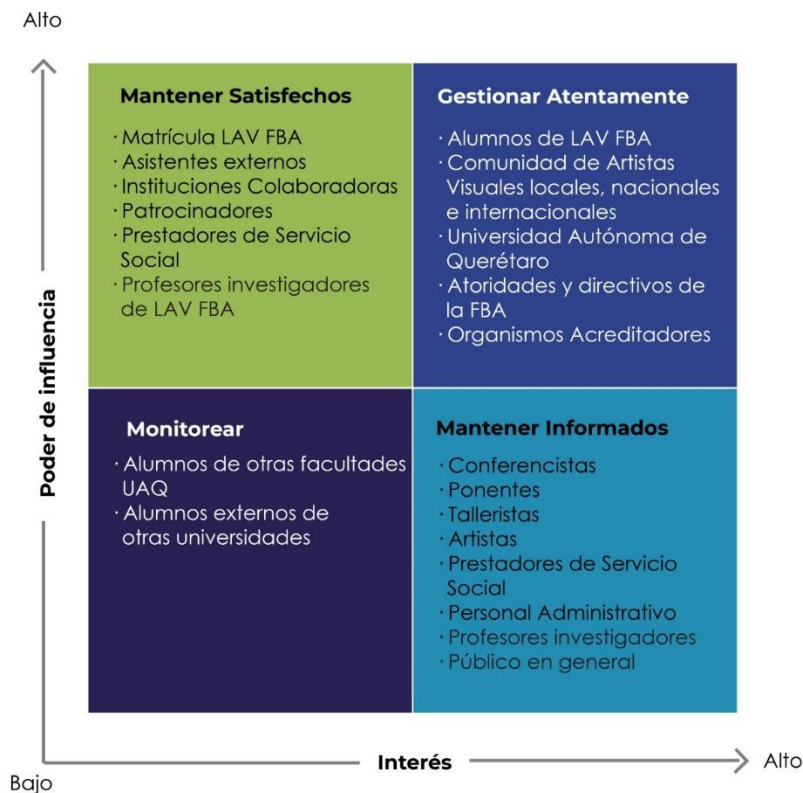 Alto
Mantener Satisfechos
· Matrícula LAV FBA
· Asistentes externos
· Instituciones Colaboradoras
· Patrocinadores
· Prestadores de Servicio
Social
· Profesores investigadores
de LAV FBA
Gestionar Atentamente
· Alumnos de LAV FBA
· Comunidad de Artistas
Visuales locales, nacionales
e internacionales
· Universidad Autónoma de
Querétaro
· Atoridades y directivos de
la FBA
· Organismos Acreditadores
Poder de influencia
Monitorear
· Alumnos de otras facultades
UAQ
· Alumnos externos de
otras universidades
Mantener Informados
· Conferencistas
· Ponentes
· Talleristas
· Artistas
· Prestadores de Servicio
Social
· Personal Administrativo
· Profesores investigadores
· Público en general
Bajo
Interés
Alto